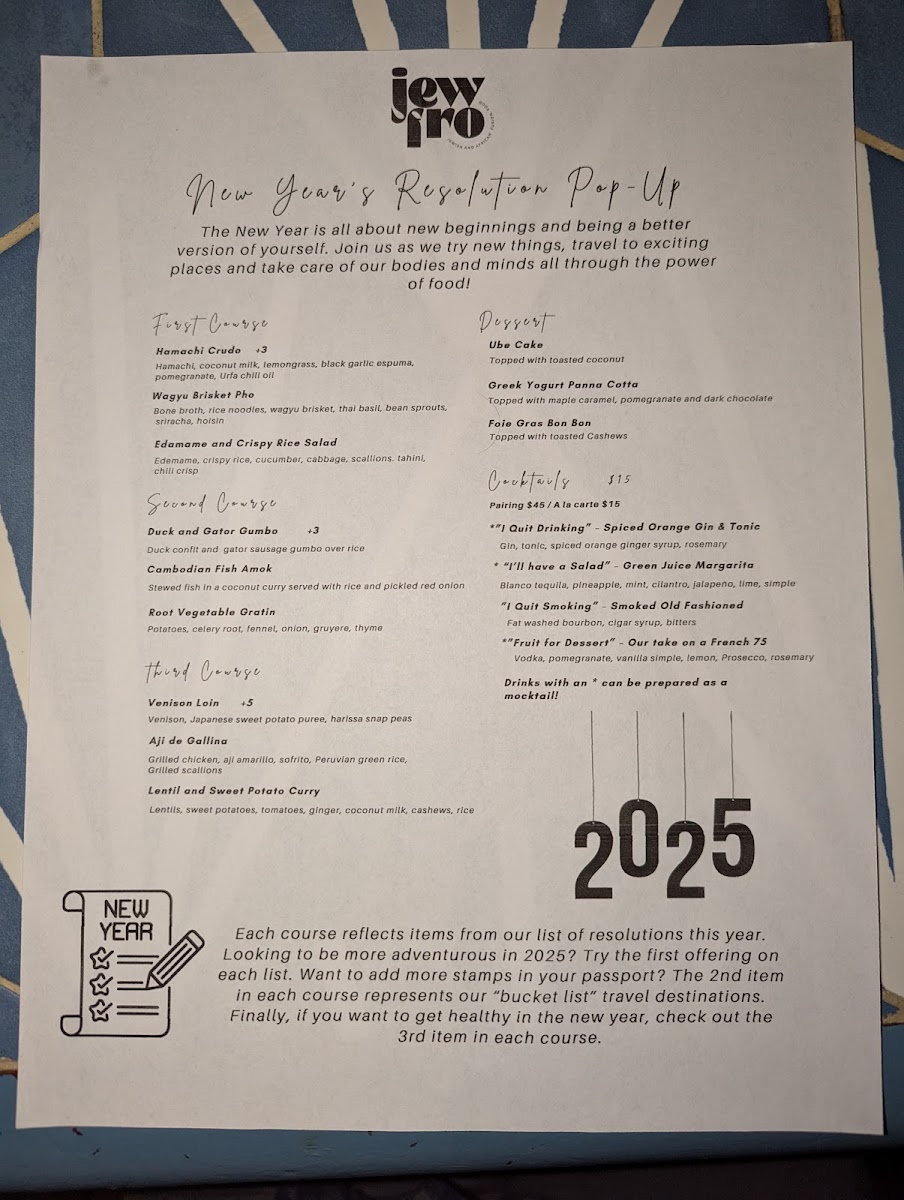 jew
fro
New Year's Resolution Pop-Up
The New Year is all about new beginnings and being a better
version of yourself. Join us as we try new things, travel to exciting
places and take care of our bodies and minds all through the power
of food!
First Course
Hamachi Crudo +3
Hamachi, coconut milk, lemongrass, black garlic espuma,
pomegranate, Urfa chili oil
Wagyu Brisket Pho
Bone broth, rice noodles, wagyu brisket, thai basil, bean sprouts,
sriracha, hoisin
Edamame and Crispy Rice Salad
Edemame, crispy rice, cucumber, cabbage, scallions. tahini,
chili crisp
Second Course
Duck and Gator Gumbo +3
Duck confit and gator sausage gumbo over rice
Cambodian Fish Amok
Stewed fish in a coconut curry served with rice and pickled red onion
Root Vegetable Gratin
Potatoes, celery root, fennel, onion, gruyere, thyme
Third Course
Venison Loin +5
Venison, Japanese sweet potato puree, harissa snap peas
Aji de Gallina
Grilled chicken, aji amarillo, sofrito, Peruvian green rice,
Grilled scallions
Lentil and Sweet Potato Curry
Lentils, sweet potatoes, tomatoes, ginger, coconut milk, cashews, rice
Dessert
Ube Cake
Topped with toasted coconut
Greek Yogurt Panna Cotta
Topped with maple caramel, pomegranate and dark chocolate
Foie Gras Bon Bon
Topped with toasted Cashews
Cocktails $15
Pairing $45 / A la carte $15
*"I Quit Drinking" - Spiced Orange Gin & Tonic
Gin, tonic, spiced orange ginger syrup, rosemary
* "I'll have a Salad" - Green Juice Margarita
Blanco tequila, pineapple, mint, cilantro, jalapeño, lime, simple
"I Quit Smoking" - Smoked Old Fashioned
Fat washed bourbon, cigar syrup, bitters
*"Fruit for Dessert" - Our take on a French 75
Vodka, pomegranate, vanilla simple, lemon, Prosecco, rosemary
Drinks with an * can be prepared as a
mocktail!
2025
NEW
YEAR
Each course reflects items from our list of resolutions this year.
Looking to be more adventurous in 2025? Try the first offering on
each list. Want to add more stamps in your passport? The 2nd item
in each course represents our "bucket list" travel destinations.
Finally, if you want to get healthy in the new year, check out the
3rd item in each course.